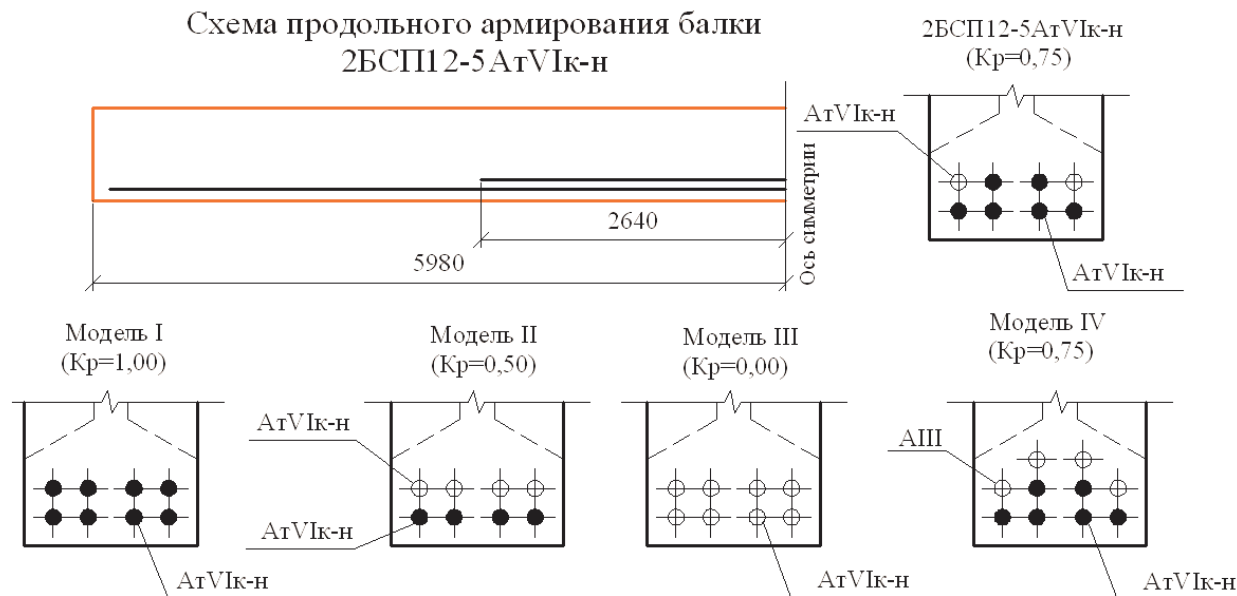 Схема продольного армирования балки
2БСП12-5АтVIк-н
2640
5980
Ось симметрии
2БСП12-5АтVIк-н
(Кр=0,75)
АтVIк-н
АтVIк-н
Модель I
(Кр=1,00)
АтVIк-н
Модель II
(Кр=0,50)
АтVIк-н
АтVIк-н
Модель III
(Кр=0,00)
АтVIк-н
Модель IV
(Кр=0,75)
АIII
АтVIк-н